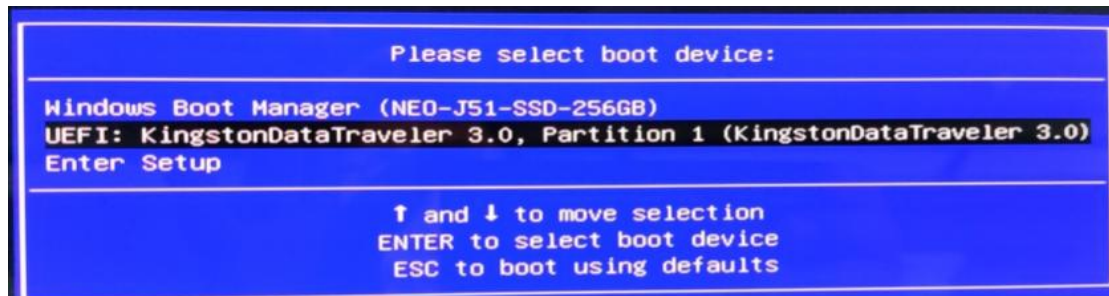 Please select boot device:
Windows Boot Manager (NEO-J51-SSD-256GB)
UEFI: KingstonDataTraveler 3.0, Partition 1 (KingstonDataTraveler 3.0)
Enter Setup
↑ and ↓ to move selection
ENTER to select boot device
ESC to boot using defaults